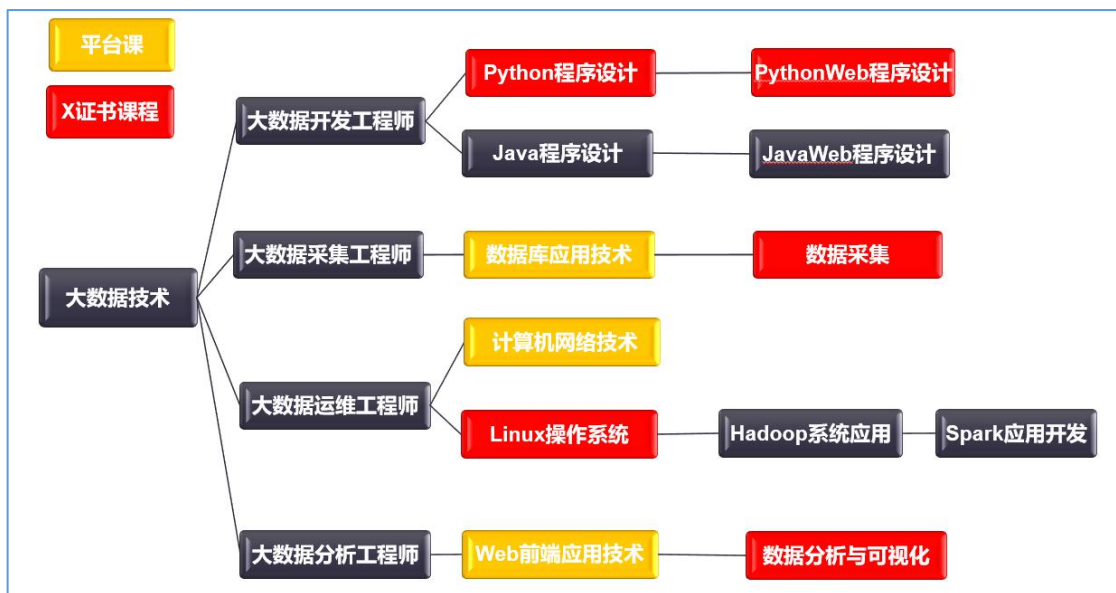 平台课
X证书课程
Python程序设计
PythonWeb程序设计
大数据开发工程师
Java程序设计
JavaWeb程序设计
大数据采集工程师
数据库应用技术
数据采集
大数据技术
计算机网络技术
大数据运维工程师
Linux操作系统
Hadoop系统应用
Spark应用开发
大数据分析工程师
Web前端应用技术
数据分析与可视化